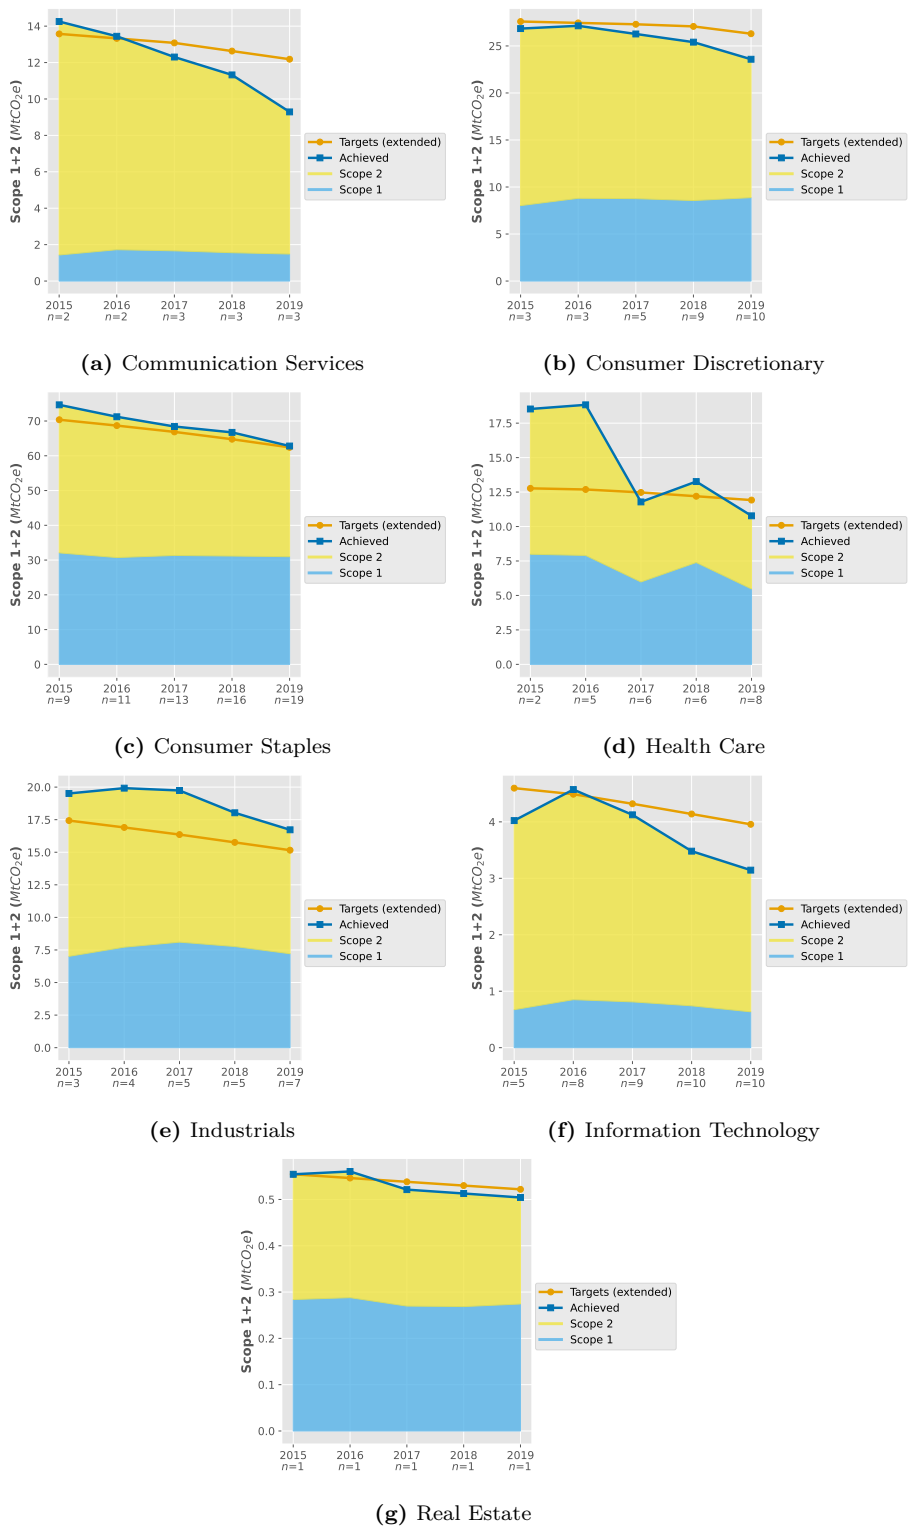 14
12
10
8
6
4
2
0
Scope 1+2 (MtCO₂e)
2015 2016 2017 2018 2019
n=2 n=2 n=3 n=3 n=3
Targets (extended)
Achieved
Scope 2
Scope 1
(a) Communication Services
25
20
15
10
5
0
Scope 1+2 (MtCO₂e)
2015 2016 2017 2018 2019
n=3 n=3 n=5 n=9 n=10
Targets (extended)
Achieved
Scope 2
Scope 1
(b) Consumer Discretionary
70
60
50
40
30
20
10
0
Scope 1+2 (MtCO₂e)
2015 2016 2017 2018 2019
n=9 n=11 n=13 n=16 n=19
Targets (extended)
Achieved
Scope 2
Scope 1
(c) Consumer Staples
17.5
15.0
12.5
10.0
7.5
5.0
2.5
0.0
Scope 1+2 (MtCO₂e)
2015 2016 2017 2018 2019
n=2 n=5 n=6 n=6 n=8
Targets (extended)
Achieved
Scope 2
Scope 1
(d) Health Care
20.0
17.5
15.0
12.5
10.0
7.5
5.0
2.5
0.0
Scope 1+2 (MtCO₂e)
2015 2016 2017 2018 2019
n=3 n=4 n=5 n=5 n=7
Targets (extended)
Achieved
Scope 2
Scope 1
(e) Industrials
4
3
2
1
0
Scope 1+2 (MtCO₂e)
2015 2016 2017 2018 2019
n=5 n=8 n=9 n=10 n=10
Targets (extended)
Achieved
Scope 2
Scope 1
(f) Information Technology
0.5
0.4
0.3
0.2
0.1
0.0
Scope 1+2 (MtCO₂e)
2015 2016 2017 2018 2019
n=1 n=1 n=1 n=1 n=1
Targets (extended)
Achieved
Scope 2
Scope 1
(g) Real Estate